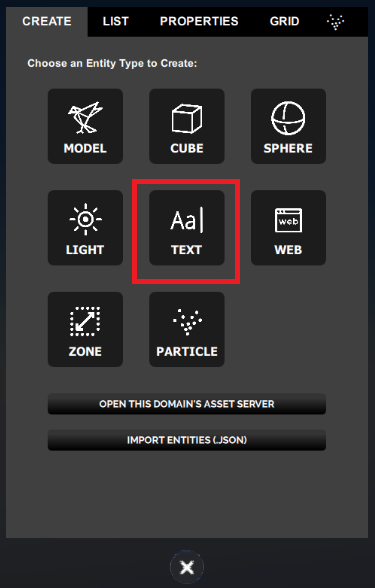 CREATE LIST PROPERTIES GRID
Choose an Entity Type to Create:
MODEL CUBE SPHERE
Aa web
LIGHT TEXT WEB
ZONE PARTICLE
OPEN THIS DOMAIN'S ASSET SERVER
IMPORT ENTITIES (.JSON)